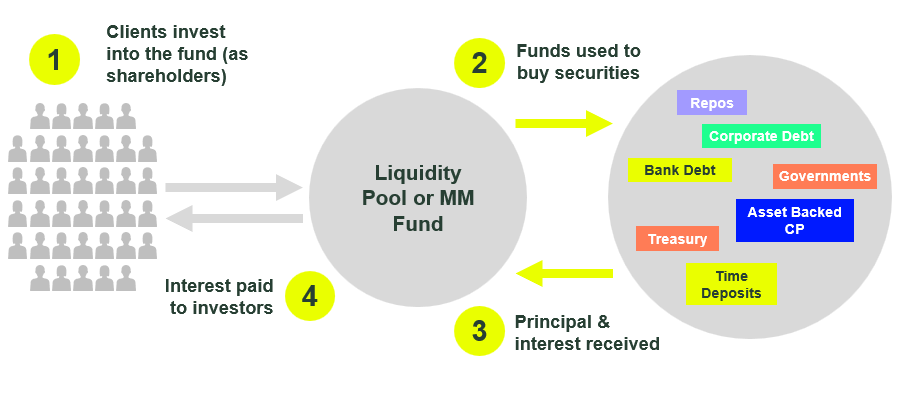 1
Clients invest
into the fund (as
shareholders)
2
Funds used to
buy securities
Liquidity
Pool or MM
Fund
Repos
Corporate Debt
Bank Debt
Governments
Asset Backed
CP
Treasury
Time
Deposits
3
Principal &
interest received
4
Interest paid
to investors